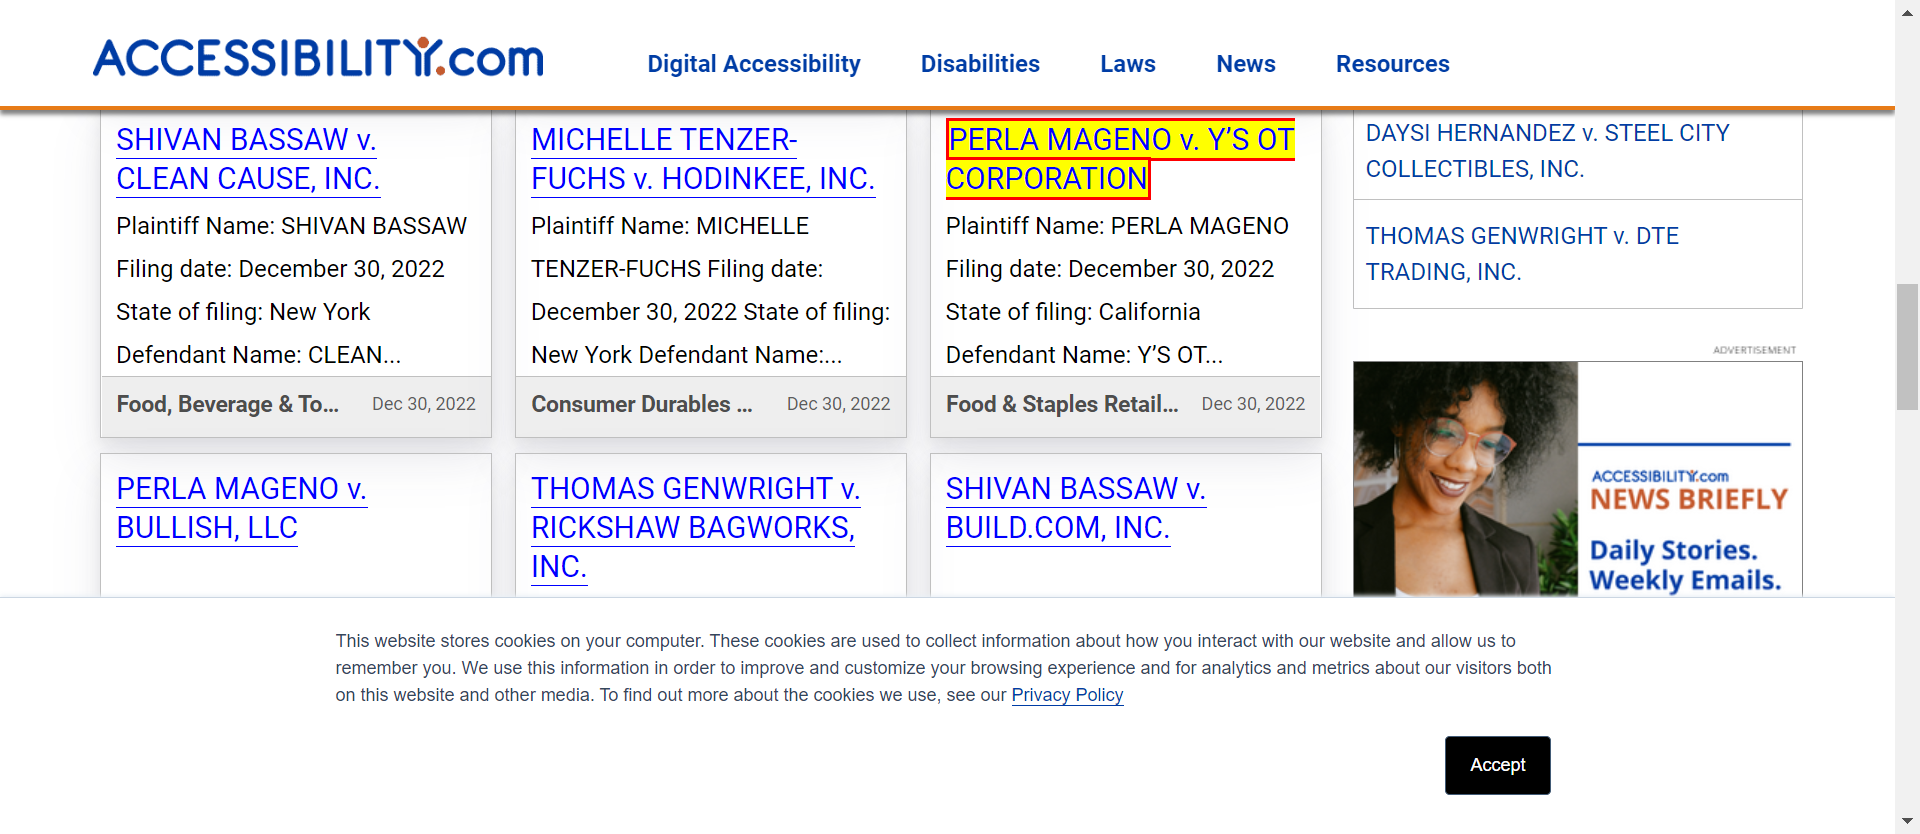 ACCESSIBILITY.com
Digital Accessibility
Disabilities
Laws
News
Resources
SHIVAN BASSAW v.
CLEAN CAUSE, INC.
Plaintiff Name: SHIVAN BASSAW
Filing date: December 30, 2022
State of filing: New York
Defendant Name: CLEAN...
Food, Beverage & To...
Dec 30, 2022
MICHELLE TENZER-
FUCHS v. HODINKEE, INC.
Plaintiff Name: MICHELLE
TENZER-FUCHS Filing date:
December 30, 2022 State of filing:
New York Defendant Name:...
Consumer Durables ...
Dec 30, 2022
PERLA MAGENO v. Y’S OT
CORPORATION
Plaintiff Name: PERLA MAGENO
Filing date: December 30, 2022
State of filing: California
Defendant Name: Y’S OT...
Food & Staples Retail...
Dec 30, 2022
PERLA MAGENO v.
BULLISH, LLC
THOMAS GENWRIGHT v.
RICKSHAW BAGWORKS,
INC.
SHIVAN BASSAW v.
BUILD.COM, INC.
DAYSI HERNANDEZ v. STEEL CITY
COLLECTIBLES, INC.
THOMAS GENWRIGHT v. DTE
TRADING, INC.
ADVERTISEMENT
ACCESSIBILITY.com
NEWS BRIEFLY
Daily Stories.
Weekly Emails.
This website stores cookies on your computer. These cookies are used to collect information about how you interact with our website and allow us to
remember you. We use this information in order to improve and customize your browsing experience and for analytics and metrics about our visitors both
on this website and other media. To find out more about the cookies we use, see our Privacy Policy
Accept